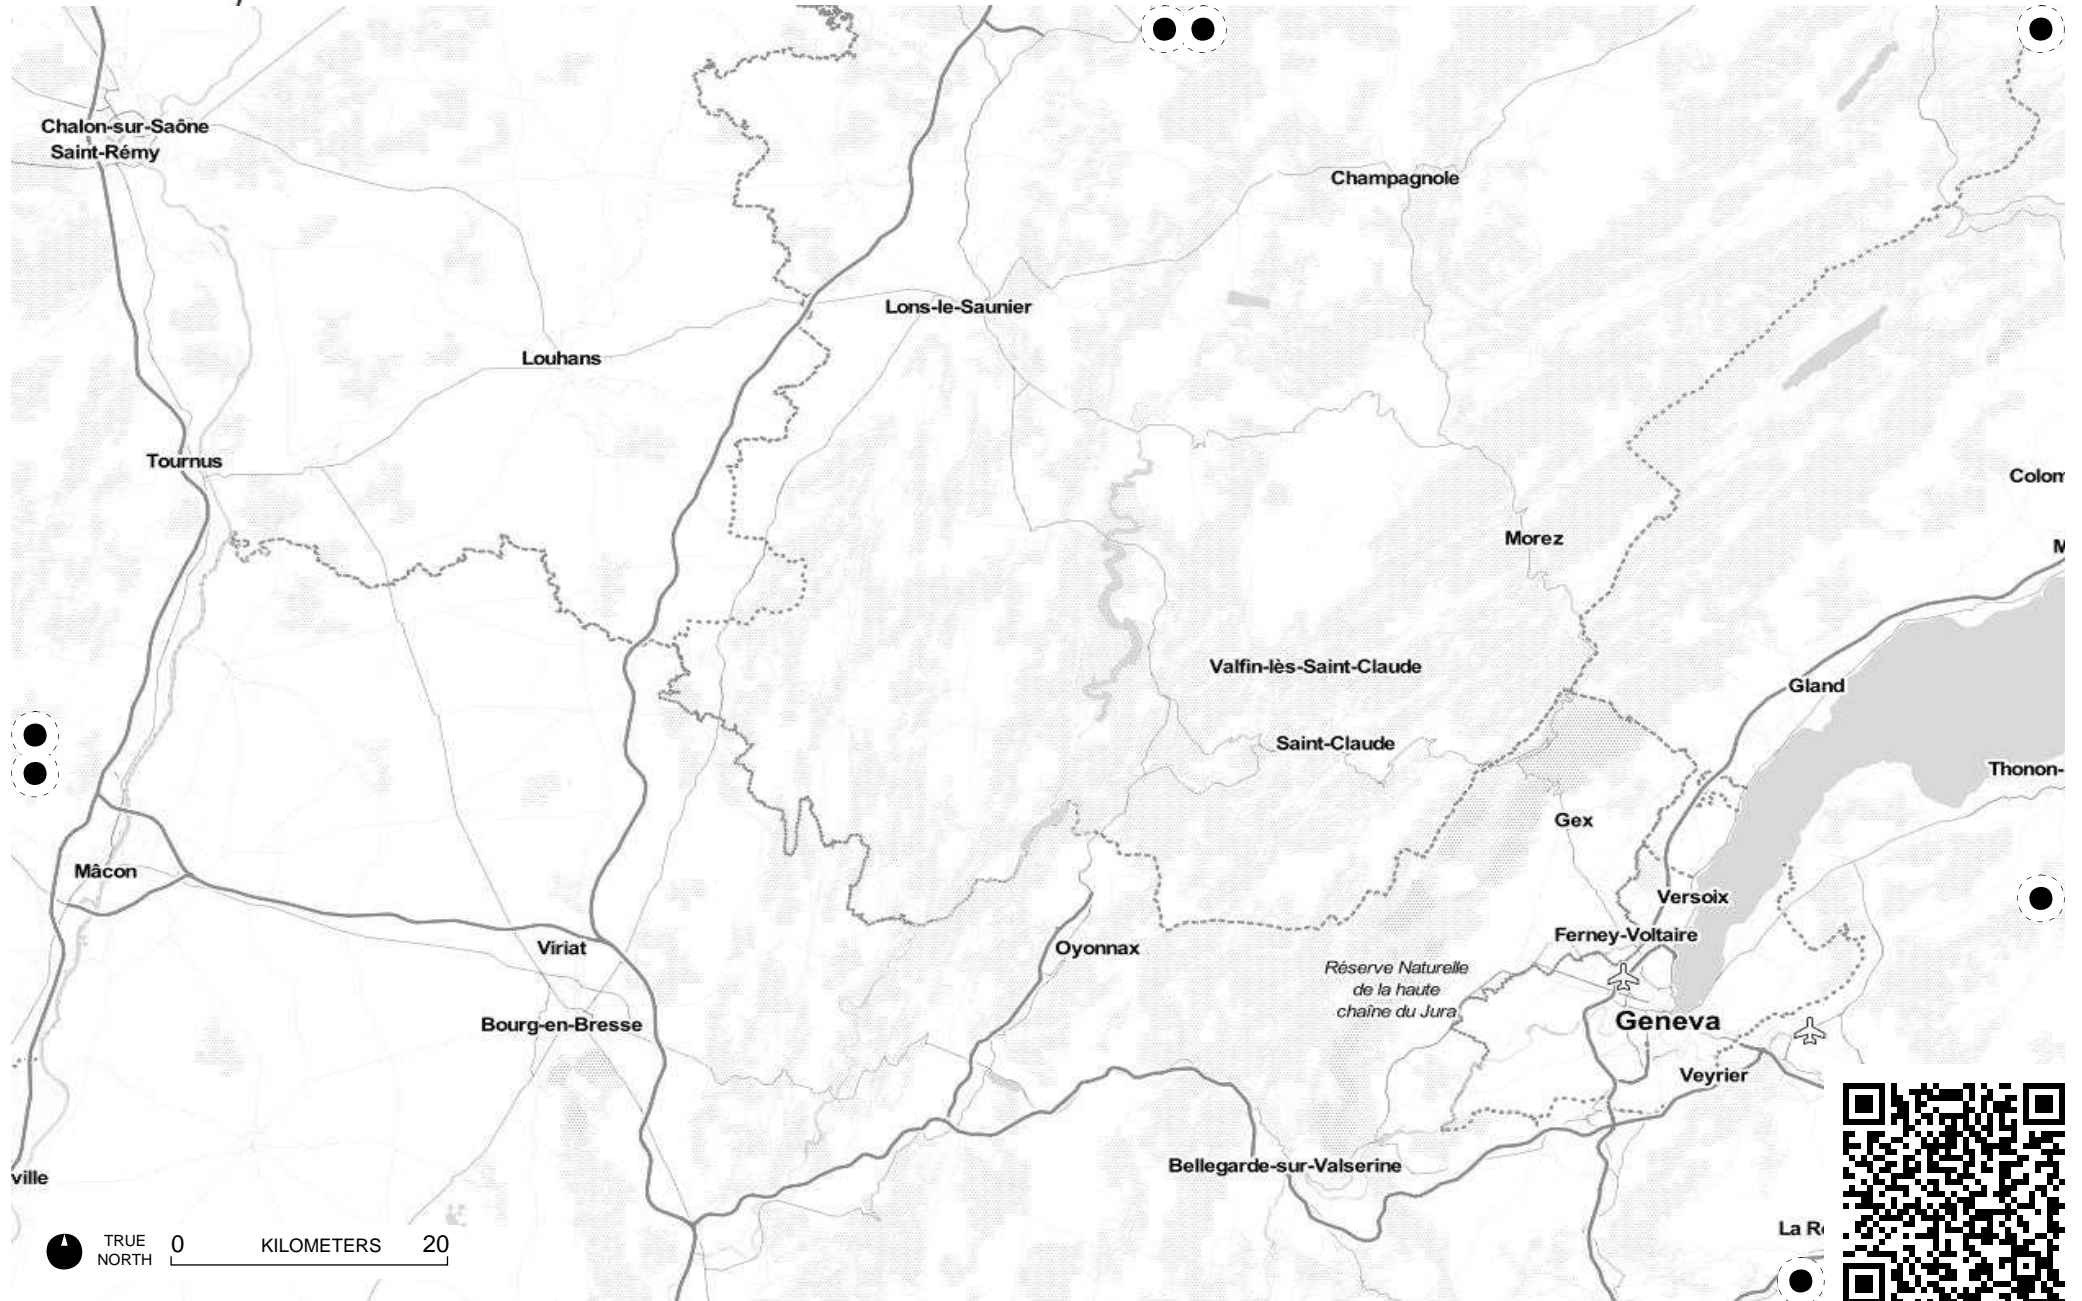 Chalon-sur-Saône
Saint-Rémy
Champagnole
Lons-le-Saunier
Louhans
Tournus
Colom
Morez
M
Valfin-lès-Saint-Claude
Gland
Saint-Claude
Thonon-
Gex
Mâcon
Versoix
Viriat
Oyonnax
Ferney-Voltaire
Réserve Naturelle
de la haute
chaîne du Jura
Bourg-en-Bresse
Geneva
Veyrier
Bellegarde-sur-Valserine
ville
La Ro
TRUE
NORTH
0 KILOMETERS 20